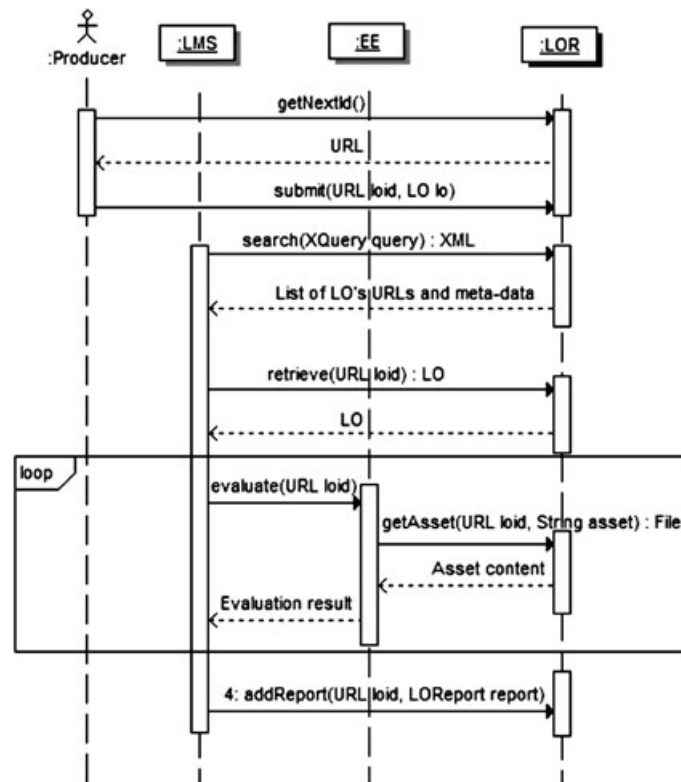 :Producer
:LMS
:EE
:LOR
getNextId()
URL
submit(URL loid, LO lo)
search(XQuery query) : XML
List of LO's URLs and meta-data
retrieve(URL loid) : LO
LO
loop
evaluate(URL loid)
getAsset(URL loid, String asset) : File
Asset content
Evaluation result
4: addReport(URL loid, LOReport report)